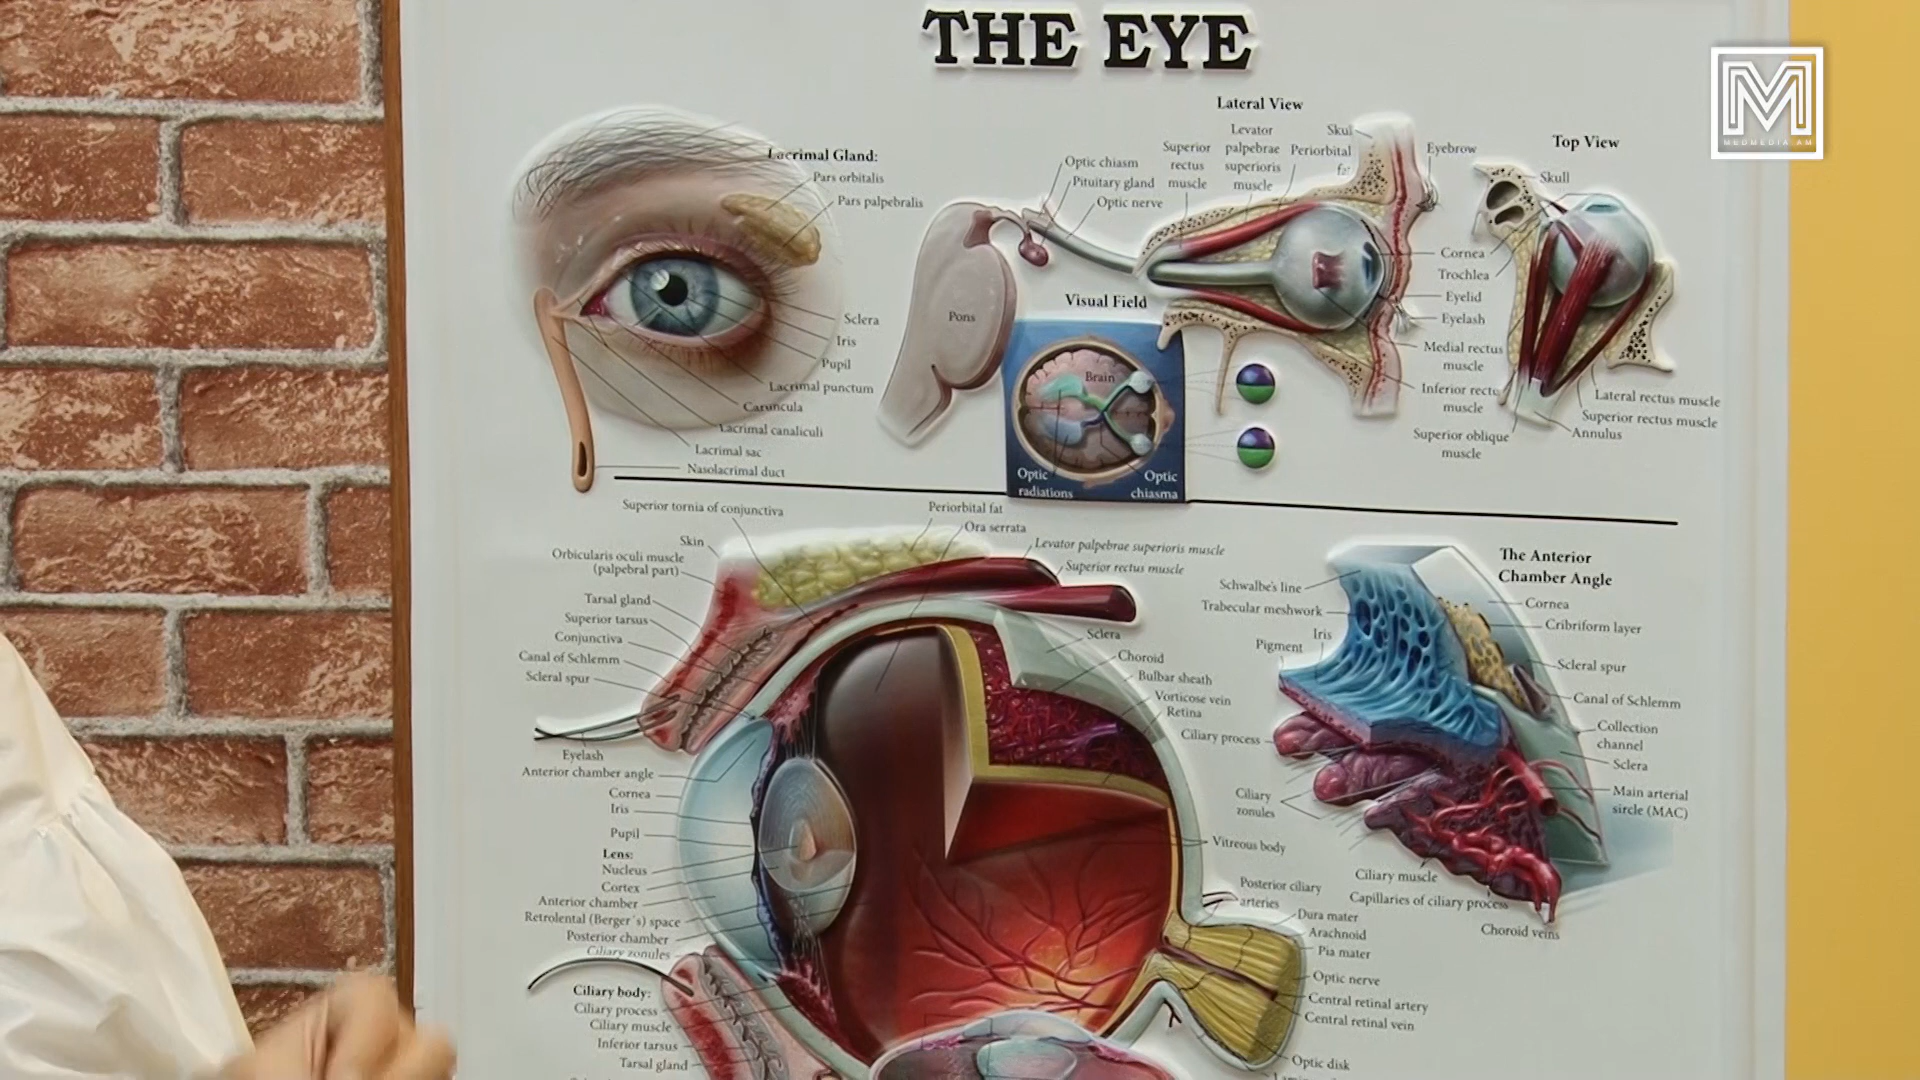 THE EYE
M
MEDMEDIA.AM
Lacrimal Gland:
Pars orbitalis
Pars palpebralis
Sclera
Iris
Pupil
Lacrimal punctum
Caruncula
Lacrimal canaliculi
Lacrimal sac
Nasolacrimal duct
Lateral View
Optic chiasm
Pituitary gland
Optic nerve
Superior
rectus
muscle
Levator
palpebrae
superioris
muscle
Skul
Periorbital
Eyebrow
Pons
Cornea
Trochlea
Eyelid
Eyelash
Medial rectus
muscle
Inferior rectu
muscle
Superior oblique
muscle
Visual Field
Brain
Optic
radiations
Optic
chiasma
Top View
Skull
Lateral rectus muscle
Superior rectus muscle
Annulus
Superior tornia of conjunctiva
Skin
Orbicularis oculi muscle
(palpebral part)
Tarsal gland
Superior tarsus
Conjunctiva
Canal of Schlemm
Scleral spur
Eyelash
Anterior chamber angle
Cornea
Iris
Pupil
Lens:
Nucleus
Cortex
Anterior chamber
Retrolental (Berger´s) space
Posterior chamber
Ciliary zonules
Ciliary body:
Ciliary process
Ciliary muscle
Inferior tarsus
Tarsal gland
Periorbital fat
Ora serrata
Levator palpebrae superioris muscle
Superior rectus muscle
Sclera
Choroid
Bulbar sheath
Vorticose vein
Retina
Vitreous body
Posterior ciliary
arteries
Dura mater
Arachnoid
Pia mater
Optic nerve
Central retinal artery
Central retinal vein
Optic disk
The Anterior
Chamber Angle
Schwalbe's line
Trabecular meshwork
Iris
Pigment
Ciliary process
Ciliary
zonules
Ciliary muscle
Capillaries of ciliary process
Choroid veins
Cornea
Cribriform layer
Scleral spur
Canal of Schlemm
Collection
channel
Sclera
Main arterial
sircle (MAC)